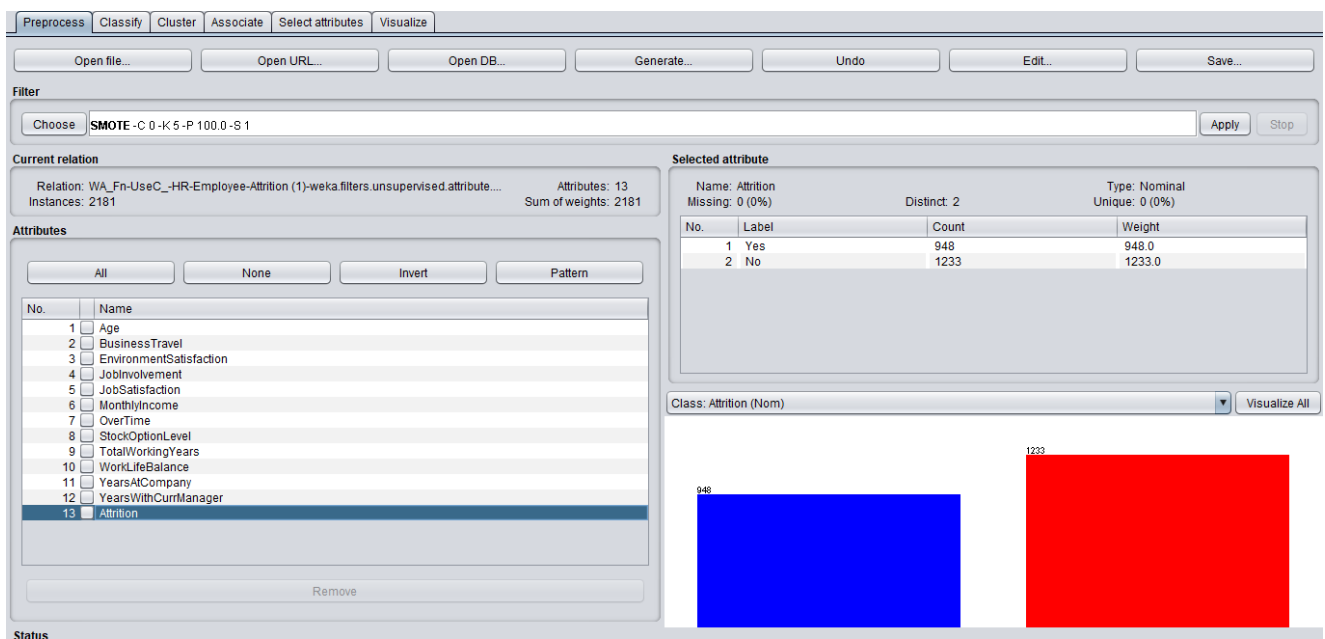 Preprocess Classify Cluster Associate Select attributes Visualize
Open file... Open URL... Open DB... Generate... Undo Edit... Save...
Filter
Choose SMOTE -C 0 -K 5 -P 100.0 -S 1 Apply Stop
Current relation
Relation: WA_Fn-UseC_-HR-Employee-Attrition (1)-weka.filters.unsupervised.attribute.... Attributes: 13
Instances: 2181 Sum of weights: 2181
Attributes
All None Invert Pattern
No. Name
1 Age
2 BusinessTravel
3 EnvironmentSatisfaction
4 JobInvolvement
5 JobSatisfaction
6 MonthlyIncome
7 OverTime
8 StockOptionLevel
9 TotalWorkingYears
10 WorkLifeBalance
11 YearsAtCompany
12 YearsWithCurrManager
13 Attrition
Remove
Status
Selected attribute
Name: Attrition Type: Nominal
Missing: 0 (0%) Distinct: 2 Unique: 0 (0%)
No. Label Count Weight
1 Yes 948 948.0
2 No 1233 1233.0
Class: Attrition (Nom) Visualize All
1233
948